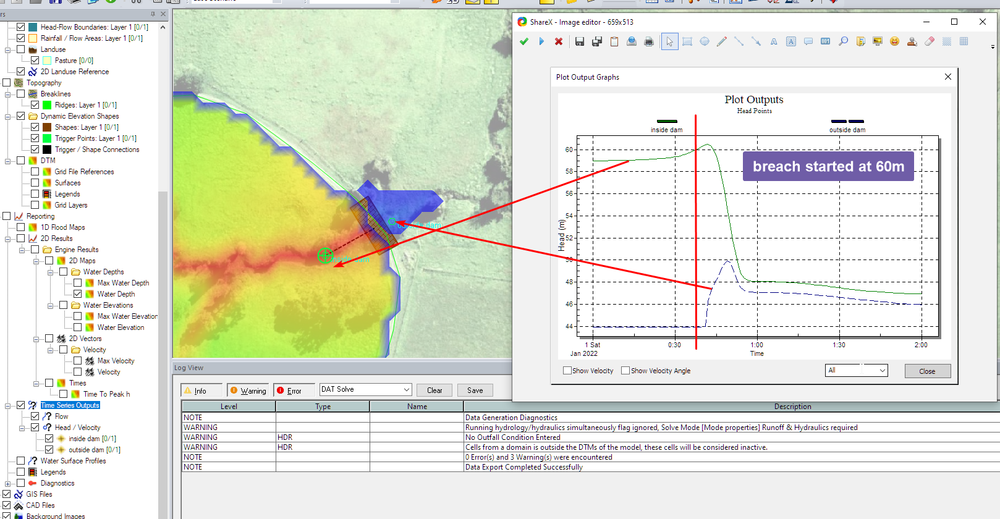 Head-Flow Boundaries: Layer 1 [0/1]
Rainfall / Flow Areas: Layer 1 [0/1]
Landuse
Pasture [0/0]
2D Landuse Reference
Topography
Breaklines
Ridges: Layer 1 [0/1]
Dynamic Elevation Shapes
Shapes: Layer 1 [0/1]
Trigger Points: Layer 1 [0/1]
Trigger / Shape Connections
DTM
Grid File References
Surfaces
Legends
Grid Layers
Reporting
1D Flood Maps
2D Results
Engine Results
2D Maps
Water Depths
Max Water Depth
Water Depth
Water Elevations
Max Water Elevation
Water Elevation
2D Vectors
Velocity
Max Velocity
Velocity
Times
Time To Peak h
Time Series Outputs
Flow
Head / Velocity
inside dam [0/1]
outside dam [0/1]
Water Surface Profiles
Legends
Diagnostics
GIS Files
CAD Files
Background Images
outside dam
ShareX - Image editor - 659x513
Plot Output Graphs
Plot Outputs
Head Points
inside dam
outside dam
breach started at 60m
Head (m)
60
58
56
54
52
50
48
46
44
1 Sat
0:30
1:00
1:30
2:00
Jan 2022
Time
Show Velocity
Show Velocity Angle
All
Close
Log View
Info
Warning
Error
DAT Solve
Clear
Save
Level Type Name Description
NOTE Data Generation Diagnostics
WARNING Running hydrology/hydraulics simultaneously flag ignored, Solve Mode [Mode properties] Runoff & Hydraulics required
WARNING HDR No Outfall Condition Entered
WARNING HDR Cells from a domain is outside the DTMs of the model, these cells will be considered inactive.
NOTE 0 Error(s) and 3 Warning(s) were encountered
NOTE Data Export Completed Successfully